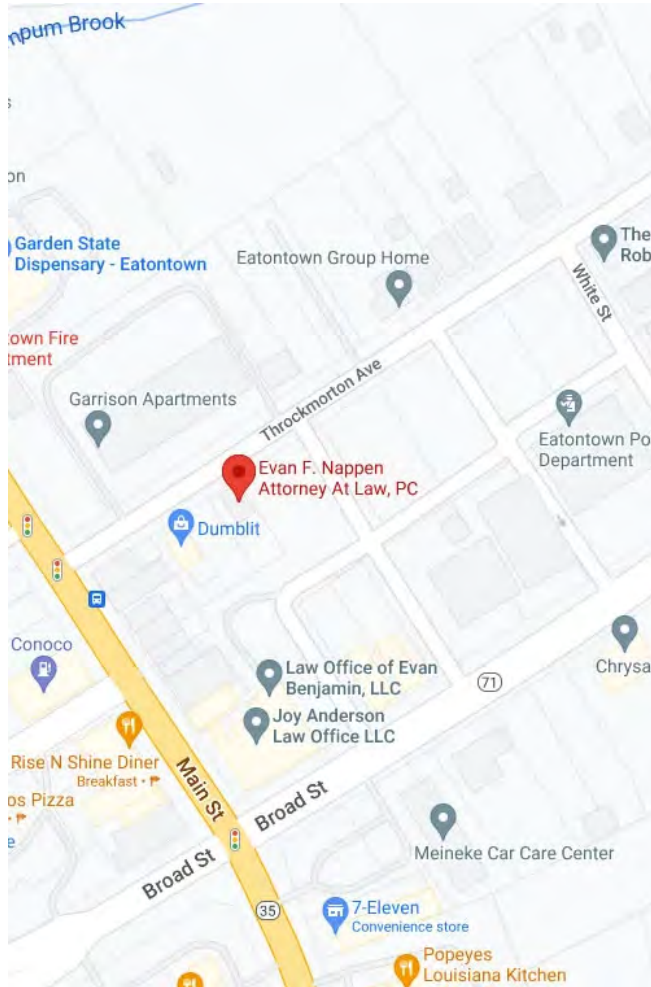 mpum Brook
s
on
Garden State
Dispensary - Eatontown
Eatontown Group Home
The
Rob
White St
own Fire
tment
Throckmorton Ave
Garrison Apartments
Eatontown Po
Department
Evan F. Nappen
Attorney At Law, PC
Dumblit
Conoco
Law Office of Evan
Benjamin, LLC
71
Chrysa
Joy Anderson
Law Office LLC
Rise N Shine Diner
Breakfast •
Main St
os Pizza
e
Broad St
Broad St
Meineke Car Care Center
35
7-Eleven
Convenience store
Popeyes
Louisiana Kitchen